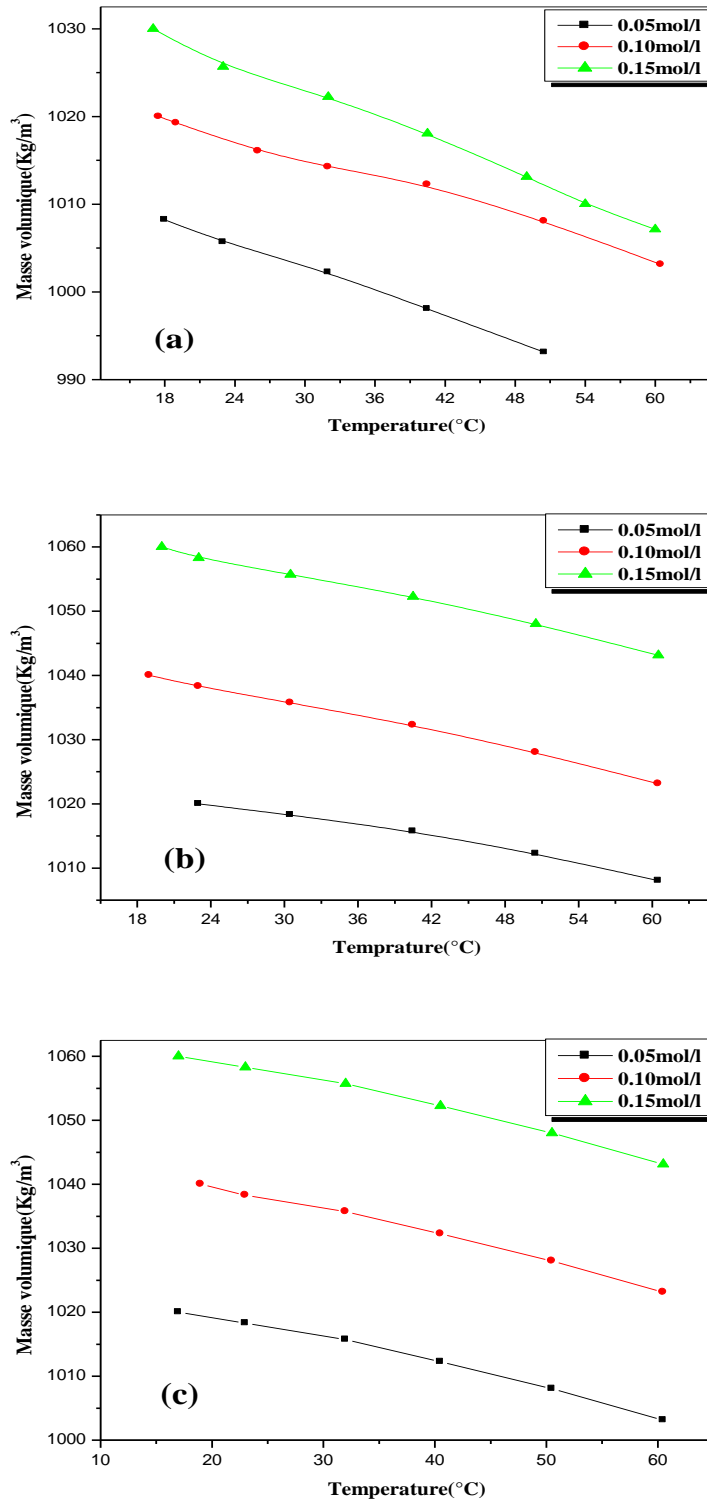 0.05mol/l
0.10mol/l
0.15mol/l
1030
1020
1010
1000
990
Masse volumique(Kg/m³)
(a)
18 24 30 36 42 48 54 60
Temperature(°C)
0.05mol/l
0.10mol/l
0.15mol/l
1060
1050
1040
1030
1020
1010
Masse volumique(Kg/m³)
(b)
18 24 30 36 42 48 54 60
Temprature(°C)
0.05mol/l
0.10mol/l
0.15mol/l
1060
1050
1040
1030
1020
1010
1000
Masse volumique(Kg/m³)
(c)
10 20 30 40 50 60
Temperature(°C)